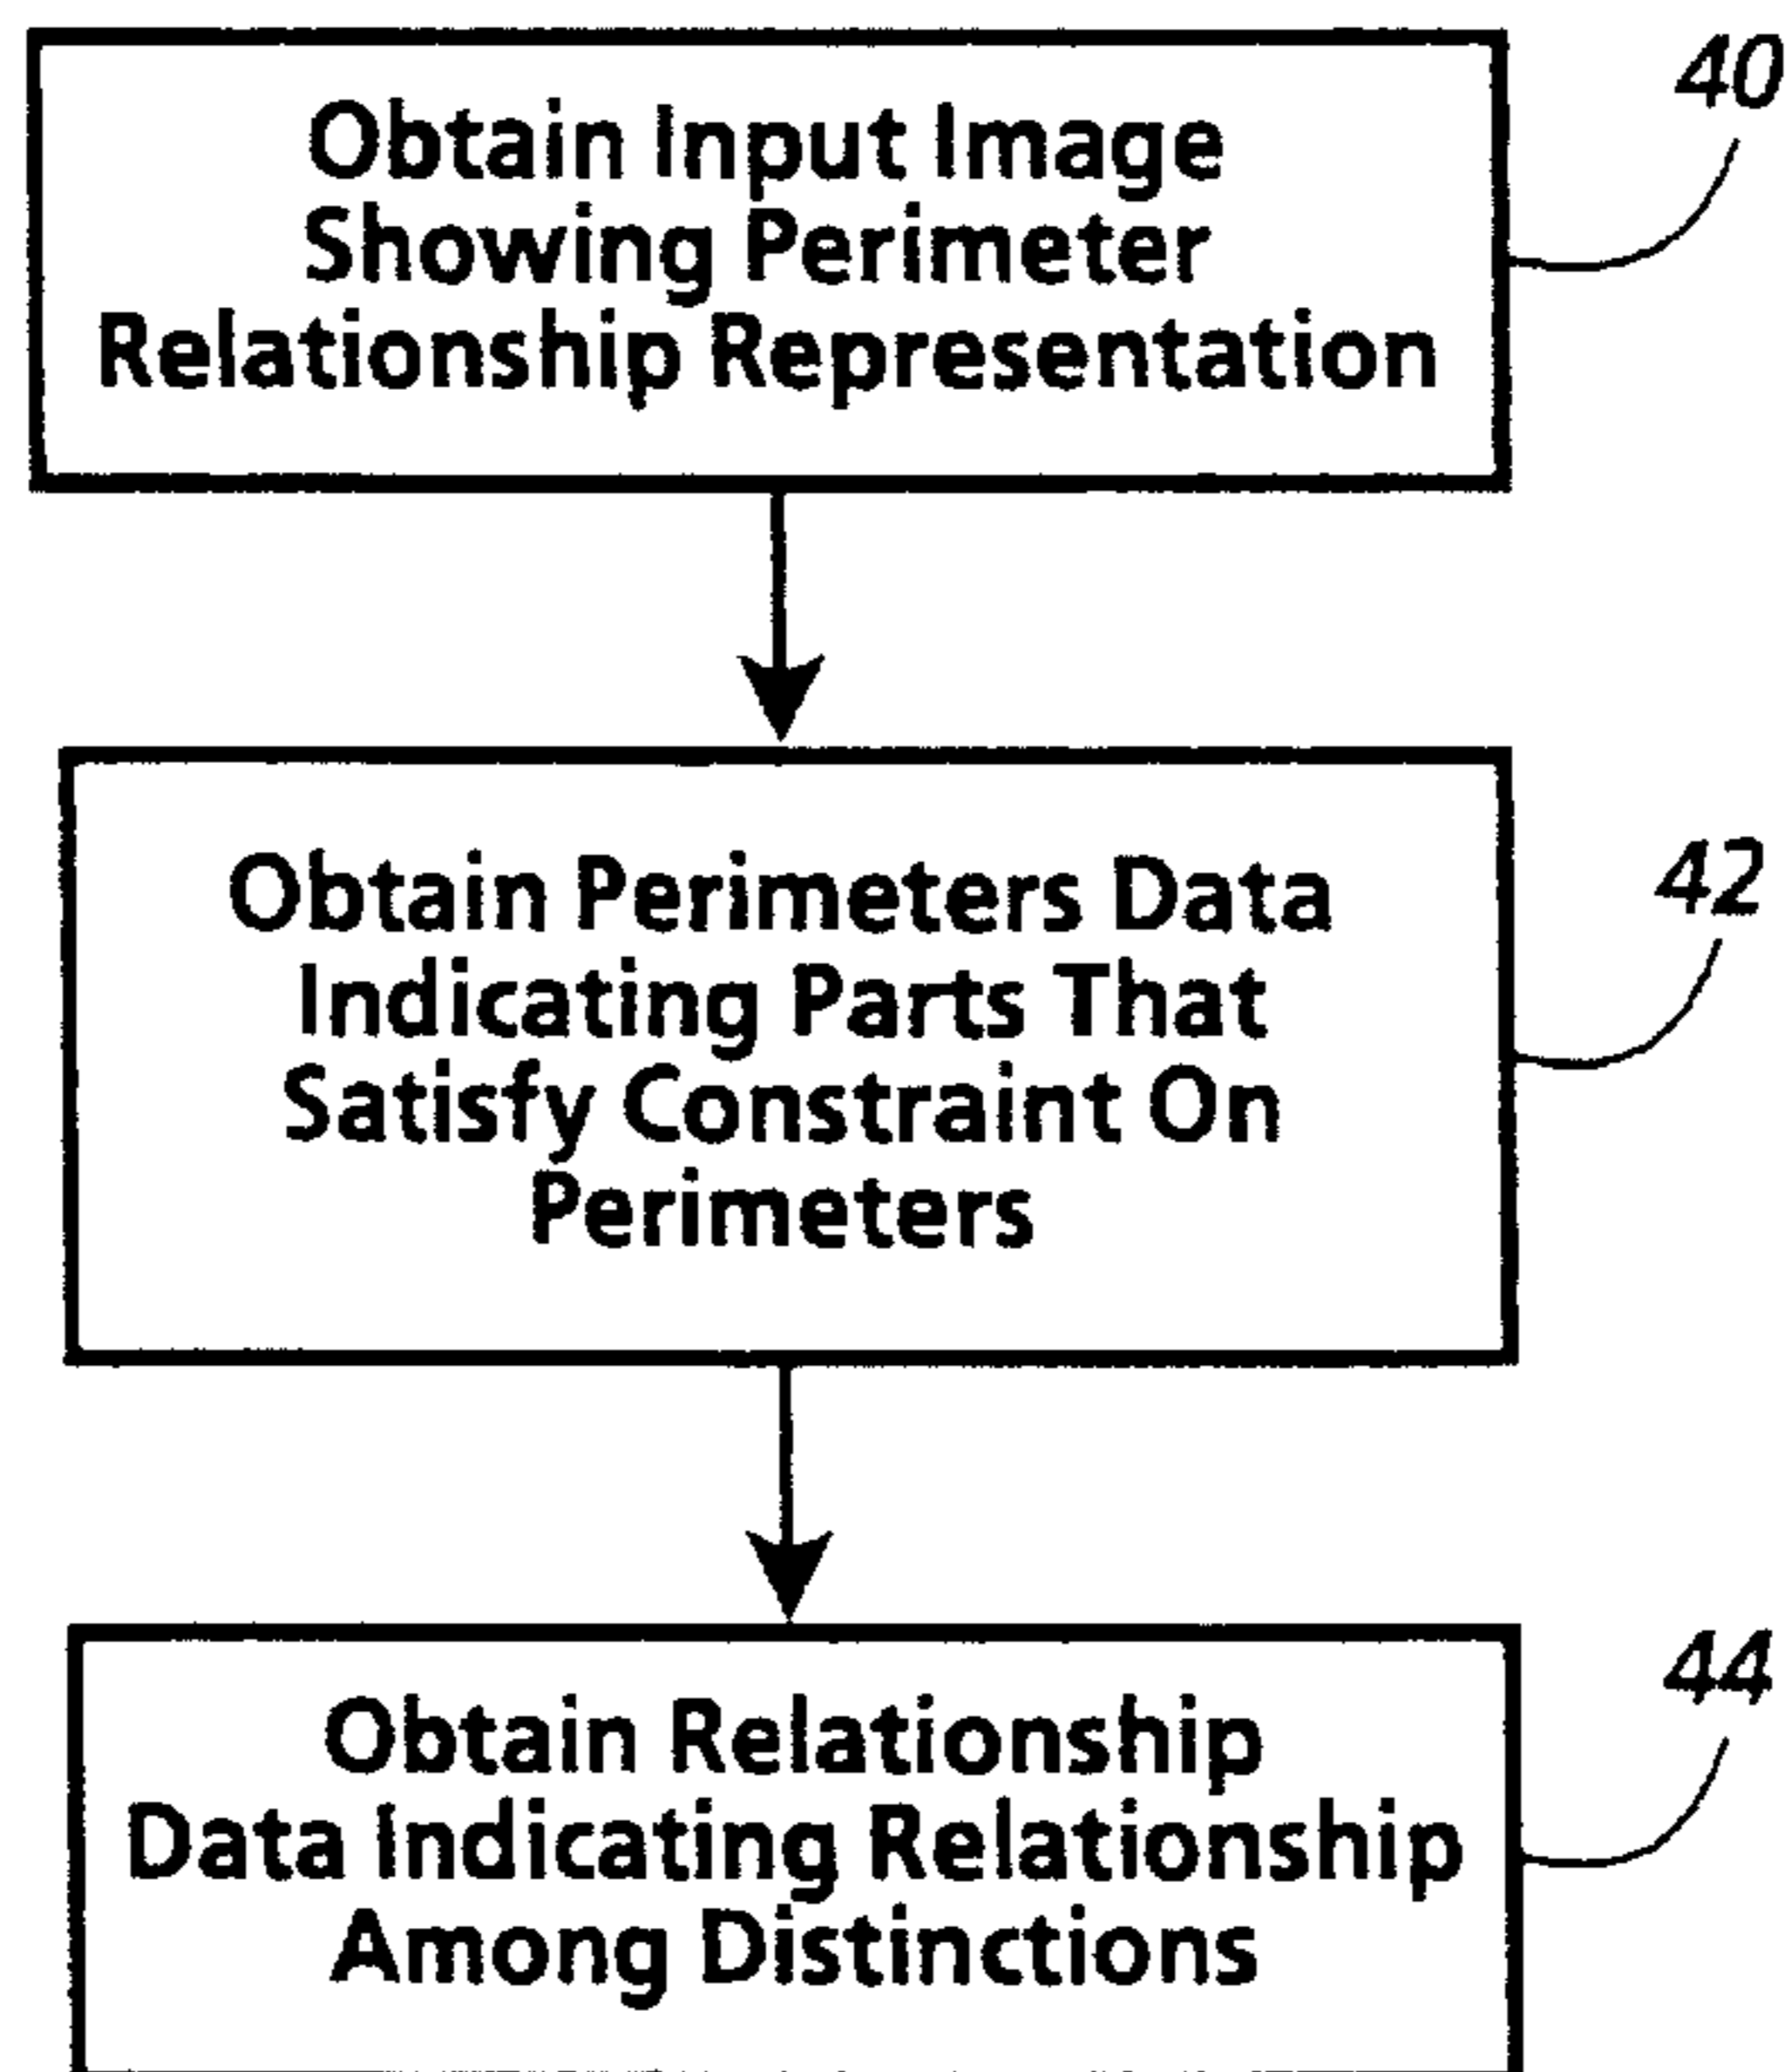 40
Obtain Input Image
Showing Perimeter
Relationship Representation
42
Obtain Perimeters Data
Indicating Parts That
Satisfy Constraint On
Perimeters
44
Obtain Relationship
Data Indicating Relationship
Among Distinctions